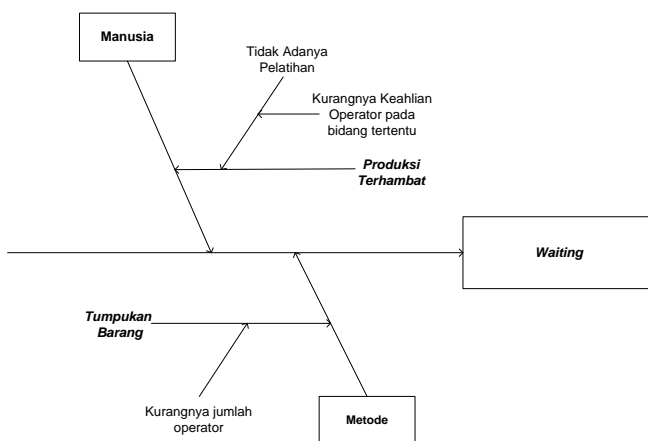 Manusia
Tidak Adanya
Pelatihan
Kurangnya Keahlian
Operator pada
bidang tertentu
Produksi
Terhambat
Waiting
Tumpukan
Barang
Kurangnya jumlah
operator
Metode